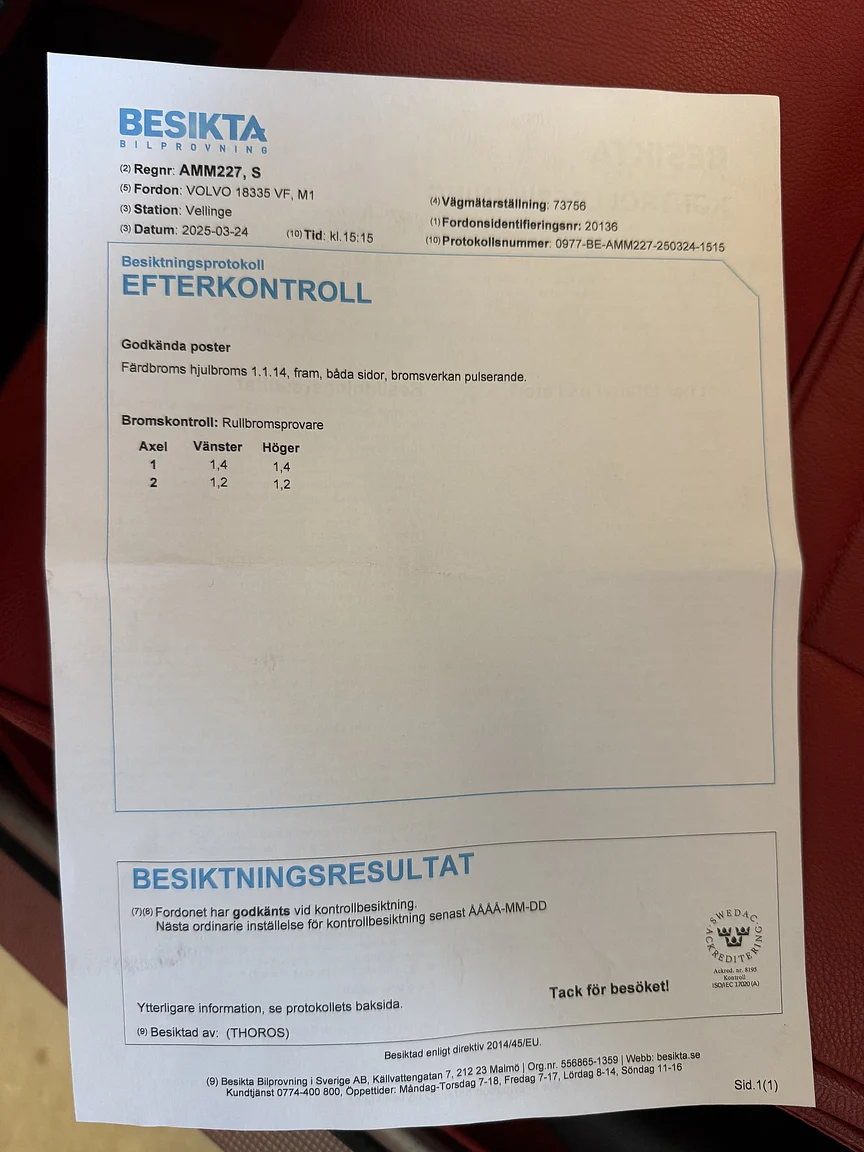 BESIKTA
BILPROVNING
(2) Regnr: AMM227, S
(5) Fordon: VOLVO 18335 VF, M1
(4) Vägmätarställning: 73756
(3) Station: Vellinge
(1) Fordonsidentifieringsnr: 20136
(3) Datum: 2025-03-24 (10) Tid: kl.15:15
(10) Protokollsnummer: 0977-BE-AMM227-250324-1515
Besiktningsprotokoll
EFTERKONTROLL
Godkända poster
Färdbroms hjulbroms 1.1.14, fram, båda sidor, bromsverkan pulserande.
Bromskontroll: Rullbromsprovare
Axel Vänster Höger
1 1,4 1,4
2 1,2 1,2
BESIKTNINGSRESULTAT
(7)(8) Fordonet har godkänts vid kontrollbesiktning.
Nästa ordinarie inställelse för kontrollbesiktning senast ÅÅÅÅ-MM-DD
SWEDAC
ACKREDITERING
Ackred. nr. 8193
Kontroll
ISO/IEC 17020 (A)
Tack för besöket!
Ytterligare information, se protokollets baksida.
(9) Besiktad av: (THOROS)
Besiktad enligt direktiv 2014/45/EU.
(9) Besikta Bilprovning i Sverige AB, Källvattengatan 7, 212 23 Malmö | Org.nr. 556865-1359 | Webb: besikta.se
Kundtjänst 0774-400 800, Öppettider: Måndag-Torsdag 7-18, Fredag 7-17, Lördag 8-14, Söndag 11-16
Sid.1(1)